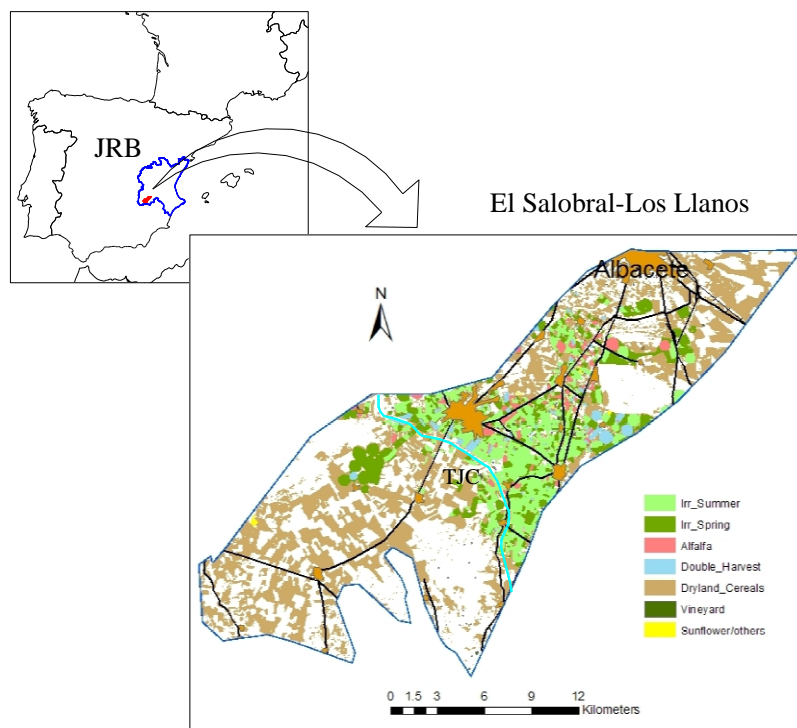 JRB
El Salobral-Los Llanos
Albacete
N
TJC
Irr_Summer
Irr_Spring
Alfalfa
Double_Harvest
Dryland_Cereals
Vineyard
Sunflower/others
0 1.5 3 6 9 12
Kilometers